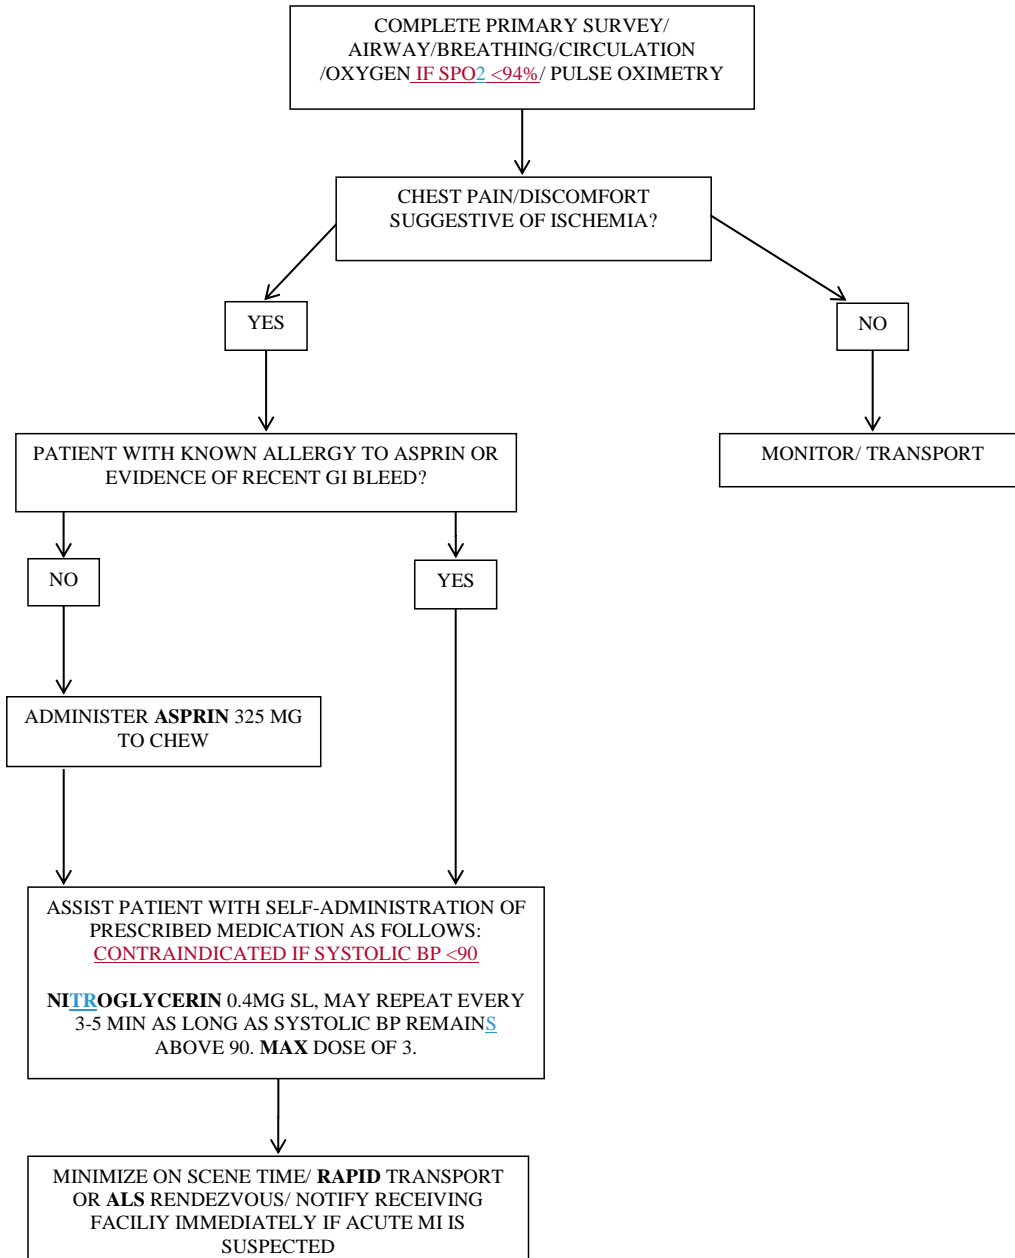 COMPLETE PRIMARY SURVEY/
AIRWAY/BREATHING/CIRCULATION
/OXYGEN IF SPO2 <94%/ PULSE OXIMETRY
CHEST PAIN/DISCOMFORT
SUGGESTIVE OF ISCHEMIA?
YES
NO
PATIENT WITH KNOWN ALLERGY TO ASPRIN OR
EVIDENCE OF RECENT GI BLEED?
MONITOR/ TRANSPORT
NO
YES
ADMINISTER ASPRIN 325 MG
TO CHEW
ASSIST PATIENT WITH SELF-ADMINISTRATION OF
PRESCRIBED MEDICATION AS FOLLOWS:
CONTRAINDICATED IF SYSTOLIC BP <90
NITROGLYCERIN 0.4MG SL, MAY REPEAT EVERY
3-5 MIN AS LONG AS SYSTOLIC BP REMAINS
ABOVE 90. MAX DOSE OF 3.
MINIMIZE ON SCENE TIME/ RAPID TRANSPORT
OR ALS RENDEZVOUS/ NOTIFY RECEIVING
FACILIY IMMEDIATELY IF ACUTE MI IS
SUSPECTED